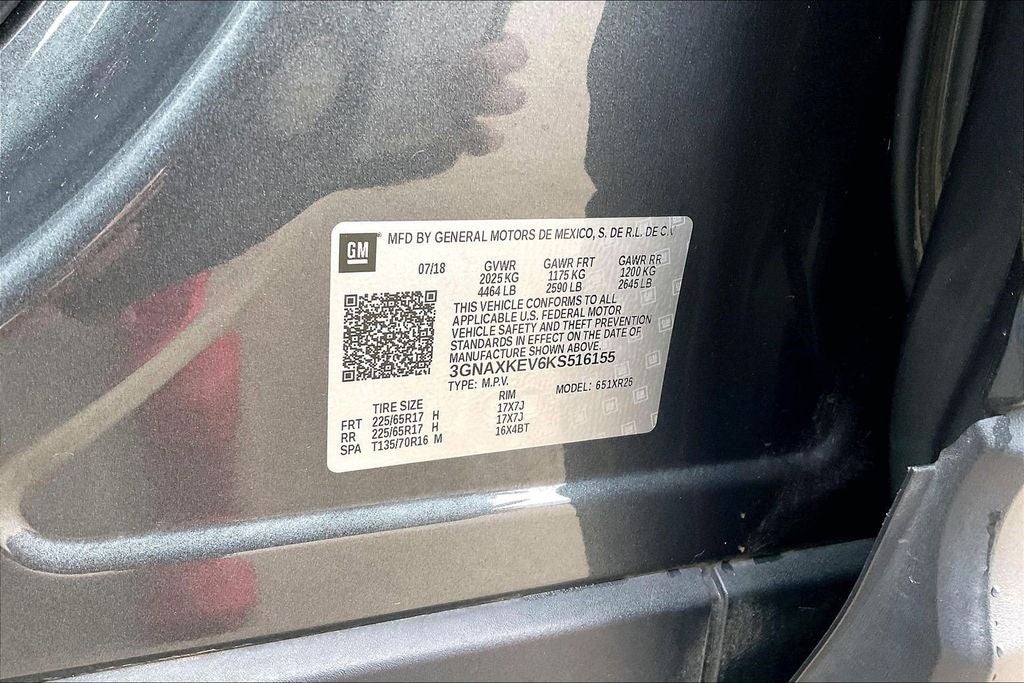 GM MFD BY GENERAL MOTORS DE MEXICO, S. DE R.L. DE C.V
07/18 GVWR GAWR FRT GAWR RR
2025 KG 1175 KG 1200 KG
4464 LB 2590 LB 2645 LB
THIS VEHICLE CONFORMS TO ALL
APPLICABLE U.S. FEDERAL MOTOR
VEHICLE SAFETY AND THEFT PREVENTION
STANDARDS IN EFFECT ON THE DATE OF
MANUFACTURE SHOWN ABOVE.
3GNAXKEV6KS516155
TYPE: M.P.V. MODEL: 651XR26
TIRE SIZE RIM
FRT 225/65R17 H 17X7J
RR 225/65R17 H 17X7J
SPA T135/70R16 M 16X4BT